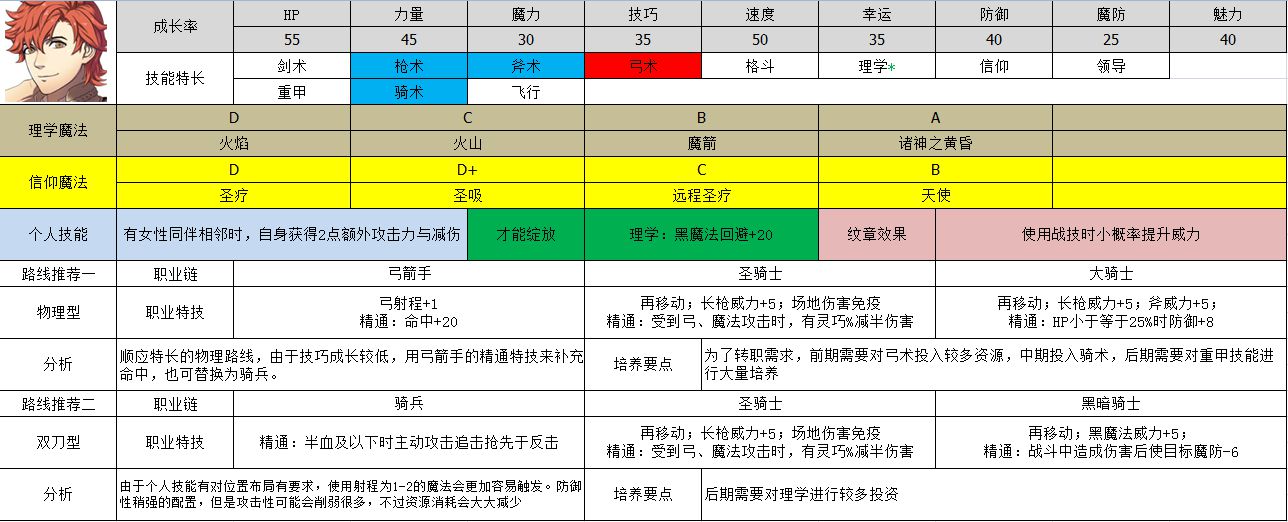 成长率 HP 力量 魔力 技巧 速度 幸运 防御 魔防 魅力
55 45 30 35 50 35 40 25 40
技能特长 剑术 枪术 斧术 弓术 格斗 理学* 信仰 领导
重甲 骑术 飞行
理学魔法 D C B A
火焰 火山 魔箭 诸神之黄昏
信仰魔法 D D+ C B
圣疗 圣吸 远程圣疗 天使
个人技能 有女性同伴相邻时，自身获得2点额外攻击力与减伤 才能绽放 理学：黑魔法回避+20 纹章效果 使用战技时小概率提升威力
路线推荐一 职业链 弓箭手 圣骑士 大骑士
物理型 职业特技
弓射程+1
精通：命中+20
再移动；长枪威力+5；场地伤害免疫
精通：受到弓、魔法攻击时，有灵巧%减半伤害
再移动；长枪威力+5；斧威力+5；
精通：HP小于等于25%时防御+8
分析
顺应特长的物理路线，由于技巧成长较低，用弓箭手的精通特技来补充
命中，也可替换为骑兵。
培养要点
为了转职需求，前期需要对弓术投入较多资源，中期投入骑术，后期需要对重甲技能进
行大量培养
路线推荐二 职业链 骑兵 圣骑士 黑暗骑士
双刀型 职业特技 精通：半血及以下时主动攻击追击抢先于反击
再移动；长枪威力+5；场地伤害免疫
精通：受到弓、魔法攻击时，有灵巧%减半伤害
再移动；黑魔法威力+5；
精通：战斗中造成伤害后使目标魔防-6
分析
由于个人技能有对位置布局有要求，使用射程为1-2的魔法会更加容易触发。防御
性稍强的配置，但是攻击性可能会削弱很多，不过资源消耗会大大减少
培养要点 后期需要对理学进行较多投资